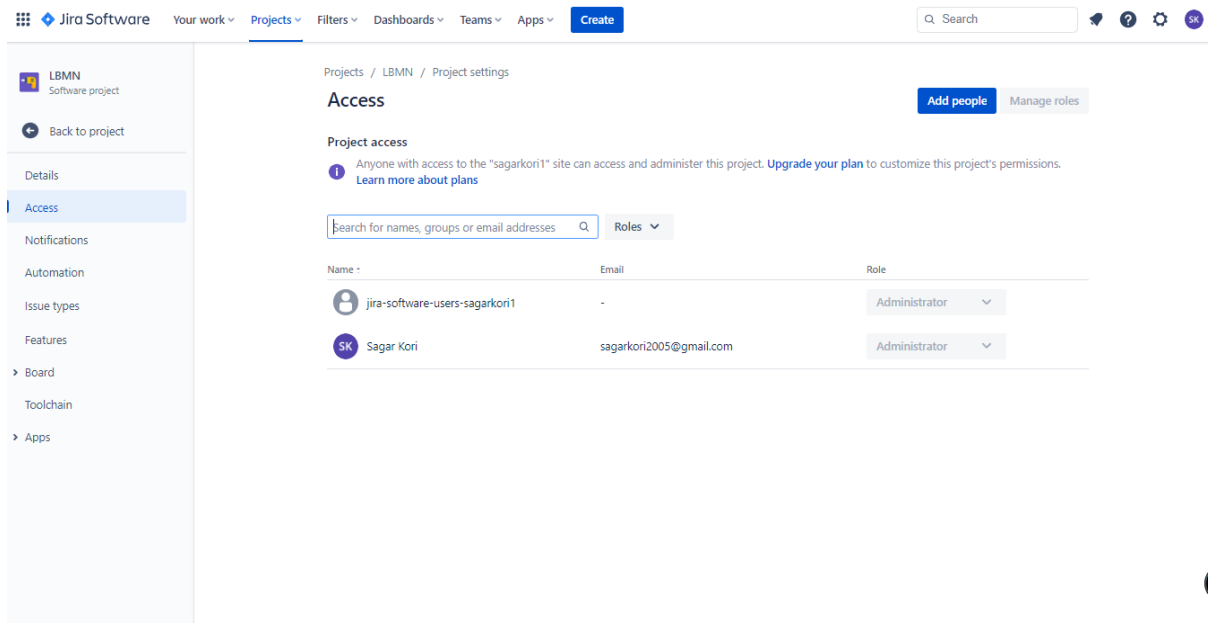 Jira Software Your work Projects Filters Dashboards Teams Apps Create Search SK
LBMN
Software project
Back to project
Details
Access
Notifications
Automation
Issue types
Features
Board
Toolchain
Apps
Projects / LBMN / Project settings
Access
Add people Manage roles
Project access
Anyone with access to the "sagarkori1" site can access and administer this project. Upgrade your plan to customize this project's permissions.
Learn more about plans
Search for names, groups or email addresses Roles
Name Email Role
jira-software-users-sagarkori1 - Administrator
SK Sagar Kori sagarkori2005@gmail.com Administrator